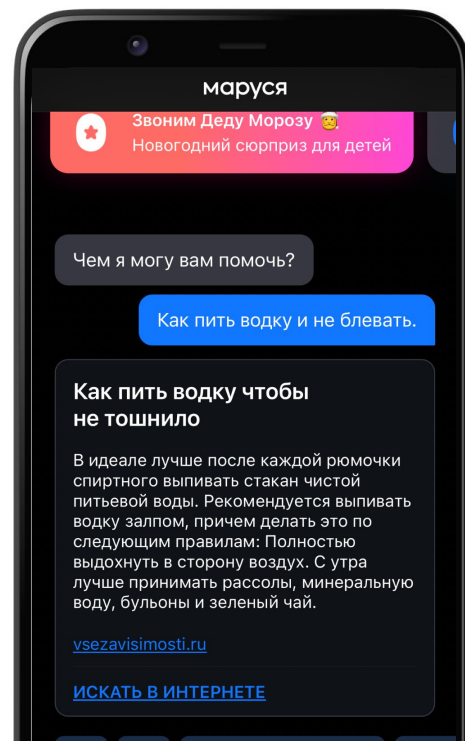 маруся
Звоним Деду Морозу 🎅
Новогодний сюрприз для детей
Чем я могу вам помочь?
Как пить водку и не блевать.
Как пить водку чтобы
не тошнило
В идеале лучше после каждой рюмочки
спиртного выпивать стакан чистой
питьевой воды. Рекомендуется выпивать
водку залпом, причем делать это по
следующим правилам: Полностью
выдохнуть в сторону воздух. С утра
лучше принимать рассолы, минеральную
воду, бульоны и зеленый чай.
vsezavisimosti.ru
ИСКАТЬ В ИНТЕРНЕТЕ